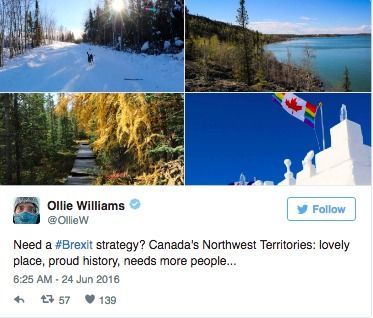 Ollie Williams
@OllieW
Follow
Need a #Brexit strategy? Canada's Northwest Territories: lovely
place, proud history, needs more people...
6:25 AM - 24 Jun 2016
57 139